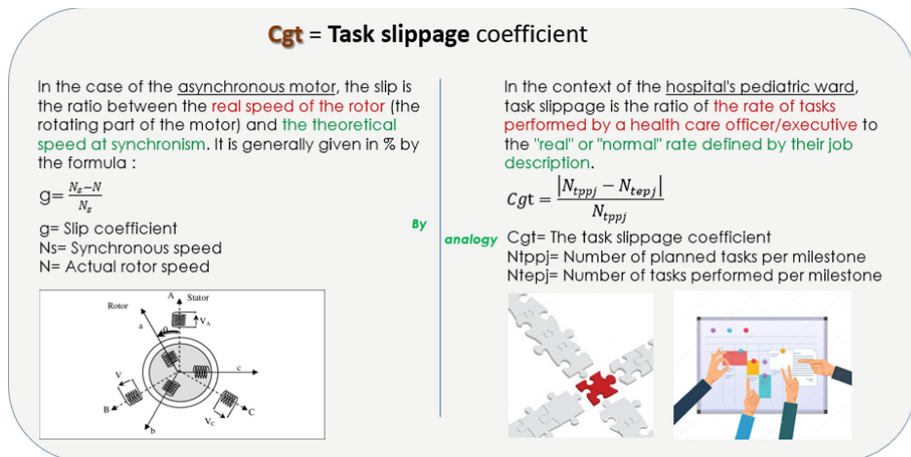 Cgt = Task slippage coefficient
In the case of the asynchronous motor, the slip is
the ratio between the real speed of the rotor (the
rotating part of the motor) and the theoretical
speed at synchronism. It is generally given in % by
the formula :
g= (Nₛ−N)/Nₛ
g= Slip coefficient
Ns= Synchronous speed
N= Actual rotor speed
A
Stator
Rotor
a
θ
V_A
c
V
B
b
V_C
C
By
analogy
In the context of the hospital's pediatric ward,
task slippage is the ratio of the rate of tasks
performed by a health care officer/executive to
the "real" or "normal" rate defined by their job
description.
Cgt = |N_tppj − N_tepj| / N_tppj
Cgt= The task slippage coefficient
Ntppj= Number of planned tasks per milestone
Ntepj= Number of tasks performed per milestone